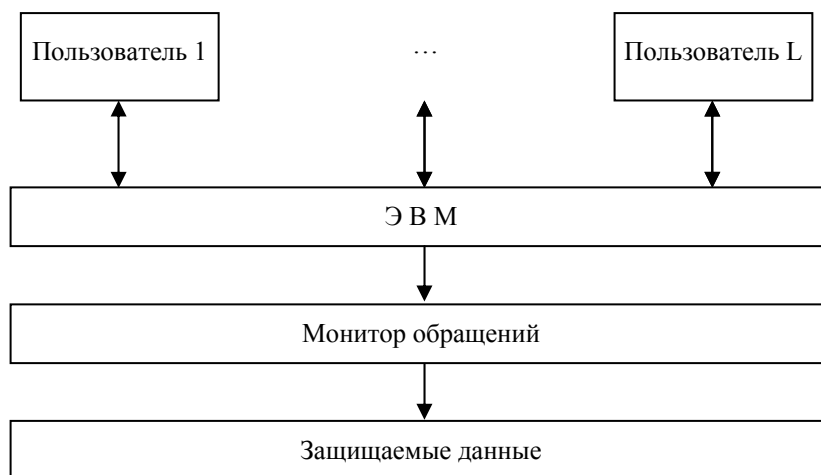 Пользователь 1
…
Пользователь L
Э В М
Монитор обращений
Защищаемые данные